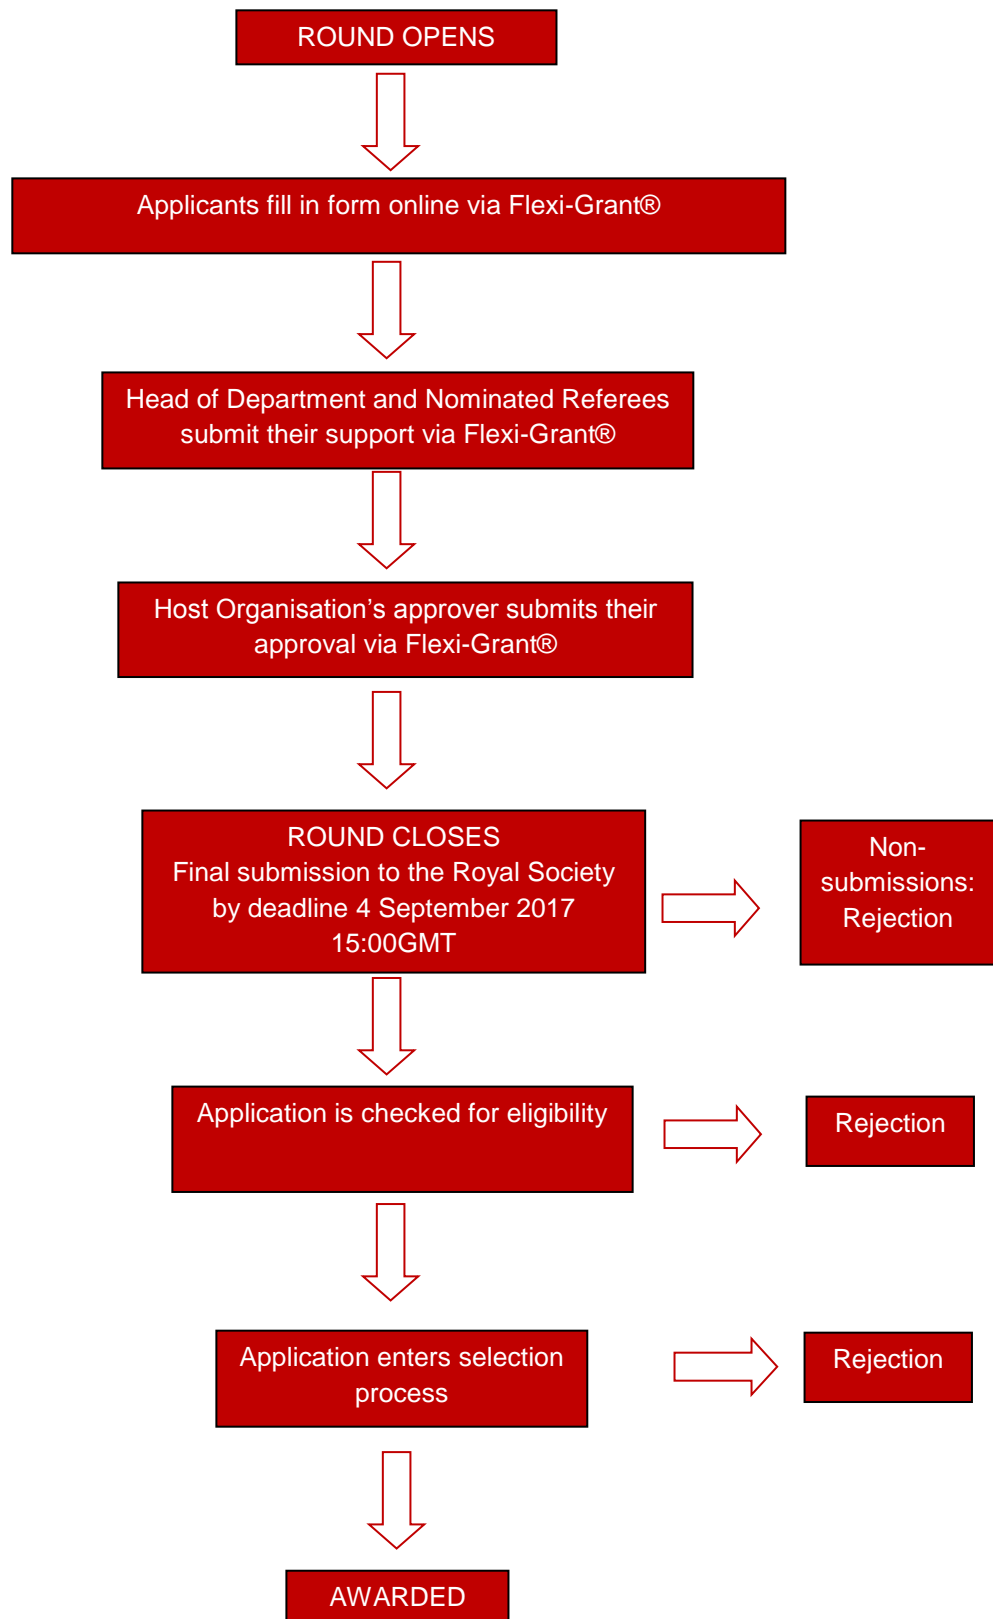 ROUND OPENS
Applicants fill in form online via Flexi-Grant®
Head of Department and Nominated Referees
submit their support via Flexi-Grant®
Host Organisation’s approver submits their
approval via Flexi-Grant®
ROUND CLOSES
Final submission to the Royal Society
by deadline 4 September 2017
15:00GMT
Non-
submissions:
Rejection
Application is checked for eligibility
Rejection
Application enters selection
process
Rejection
AWARDED